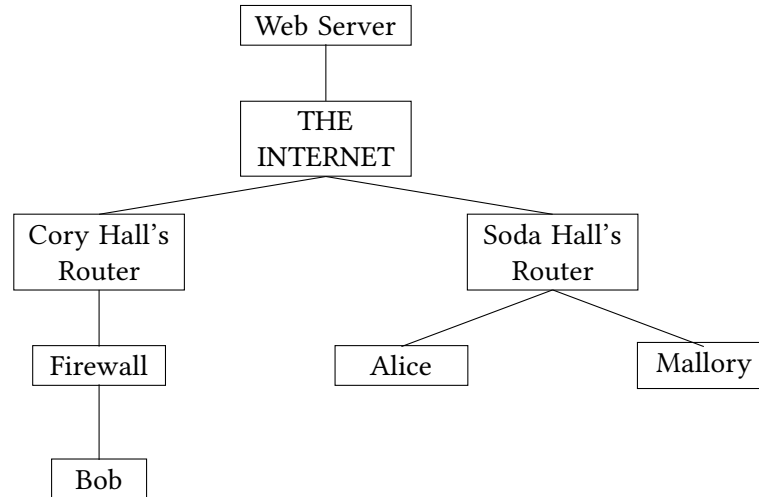 Web Server
THE
INTERNET
Cory Hall's
Router
Soda Hall's
Router
Firewall
Alice
Mallory
Bob